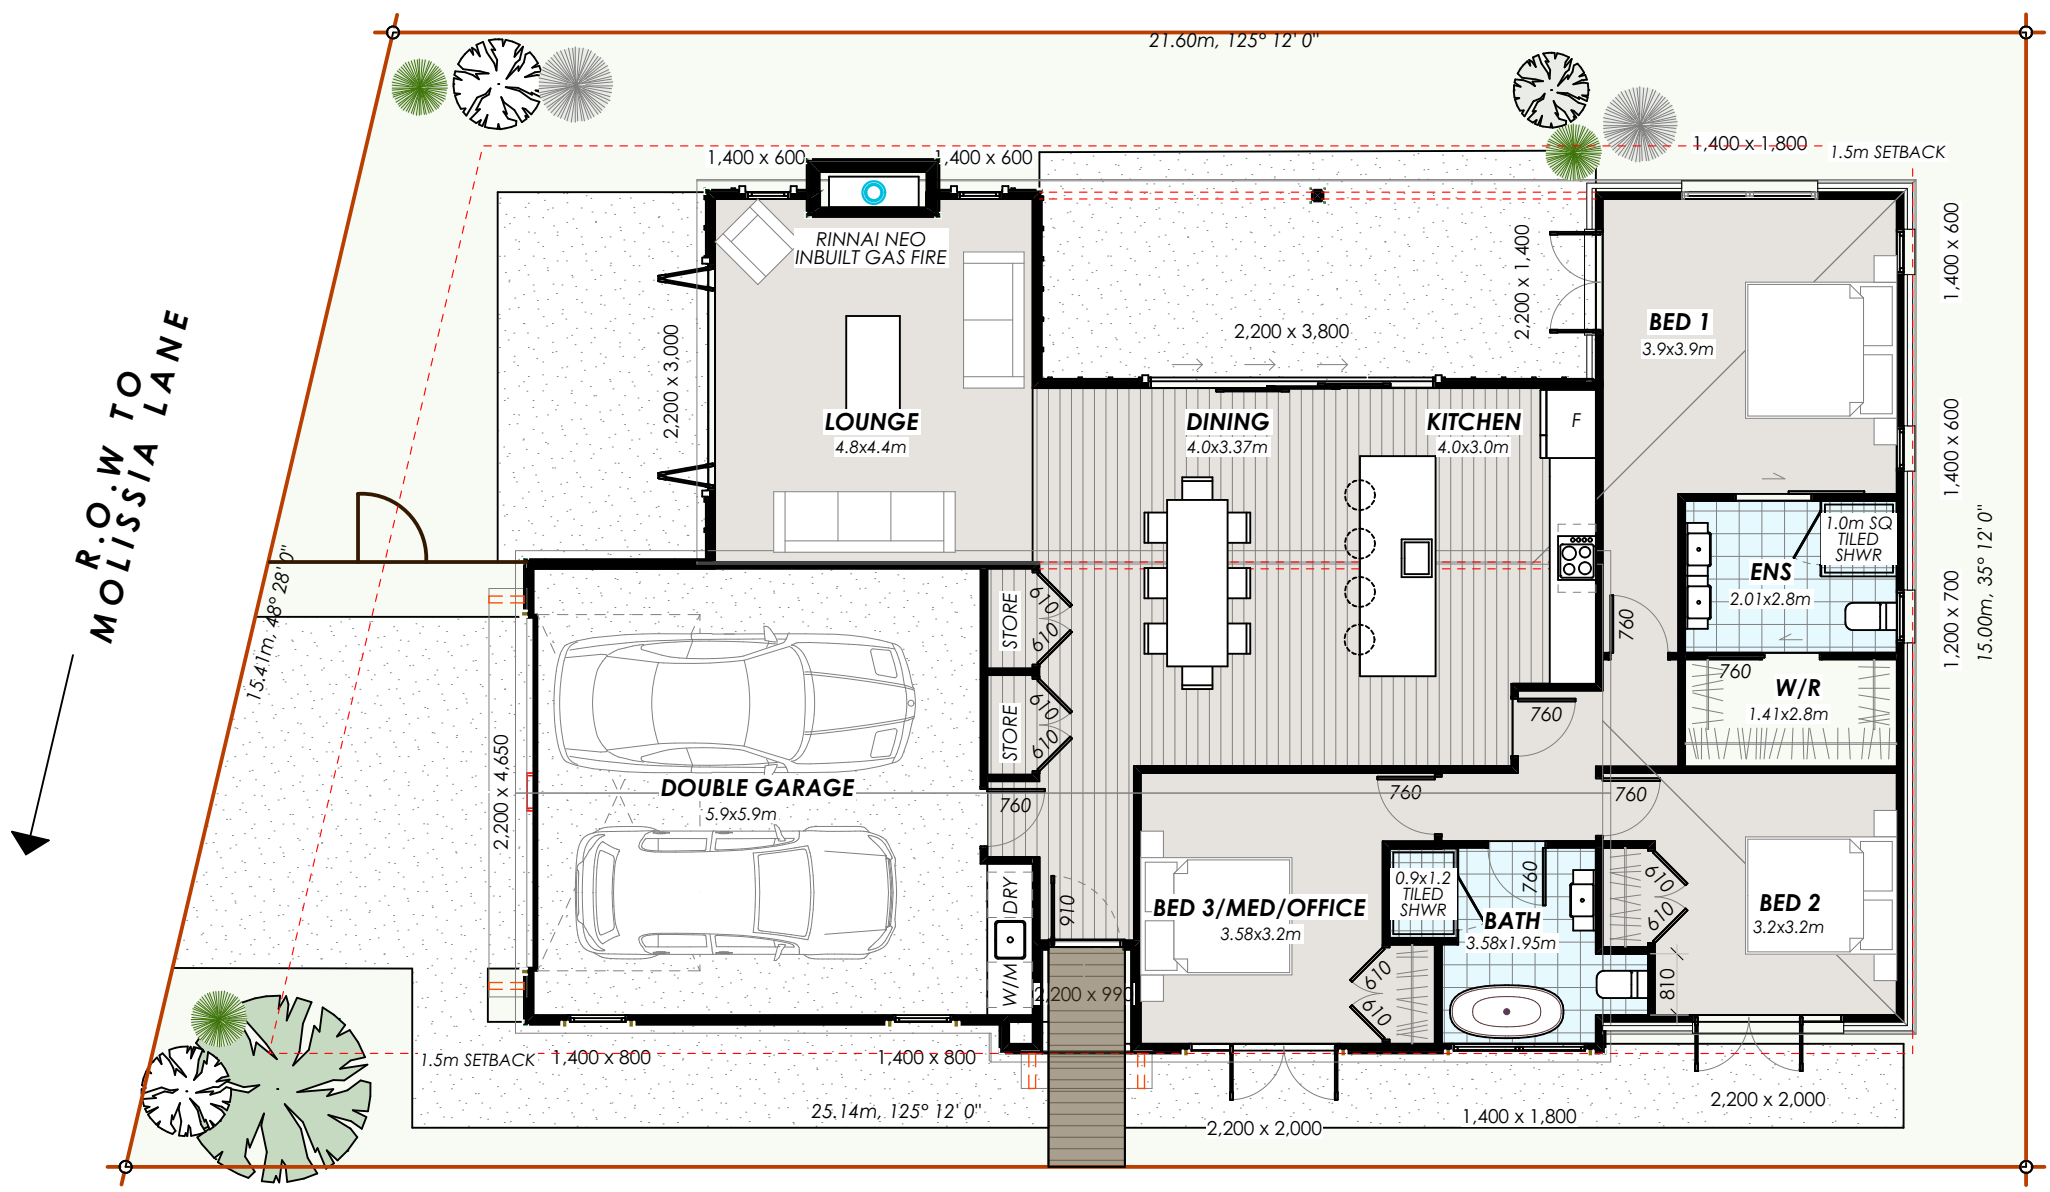 21.60m, 125° 12' 0"
1,400 x 600
1,400 x 600
1,400 x 1,800
1.5m SETBACK
RINNAI NEO
INBUILT GAS FIRE
2,200 x 3,000
2,200 x 3,800
2,200 x 1,400
1,400 x 600
BED 1
3.9x3.9m
LOUNGE
4.8x4.4m
DINING
4.0x3.37m
KITCHEN
4.0x3.0m
F
1,400 x 600
R.O.W TO
MOLISSIA LANE
15.41m, 48° 28' 0"
1.0m SQ
TILED
SHWR
ENS
2.01x2.8m
1,200 x 700
15.00m, 35° 12' 0"
STORE
610
610
760
760
W/R
1.41x2.8m
STORE
610
610
760
2,200 x 4,650
DOUBLE GARAGE
5.9x5.9m
760
760
760
DRY
W/M
910
BED 3/MED/OFFICE
3.58x3.2m
0.9x1.2
TILED
SHWR
760
BATH
3.58x1.95m
610
610
BED 2
3.2x3.2m
610
610
810
2,200 x 990
1.5m SETBACK
1,400 x 800
1,400 x 800
25.14m, 125° 12' 0"
2,200 x 2,000
1,400 x 1,800
2,200 x 2,000